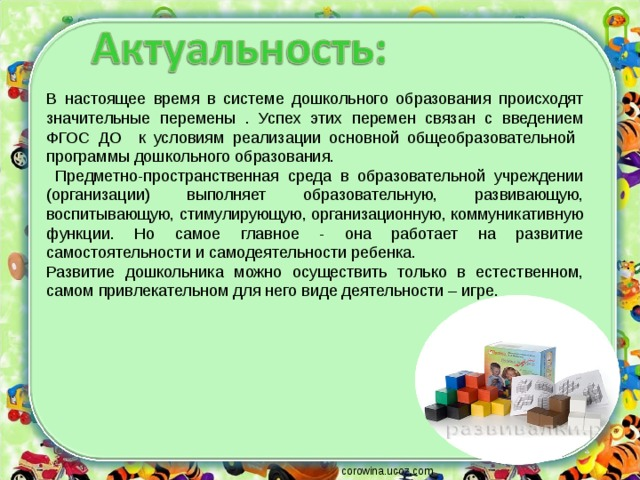 Актуальность:
В настоящее время в системе дошкольного образования происходят
значительные перемены . Успех этих перемен связан с введением
ФГОС ДО к условиям реализации основной общеобразовательной
программы дошкольного образования.
Предметно-пространственная среда в образовательной учреждении
(организации) выполняет образовательную, развивающую,
воспитывающую, стимулирующую, организационную, коммуникативную
функции. Но самое главное - она работает на развитие
самостоятельности и самодеятельности ребенка.
Развитие дошкольника можно осуществить только в естественном,
самом привлекательном для него виде деятельности – игре.
развивалки.р
corowina.ucoz.com